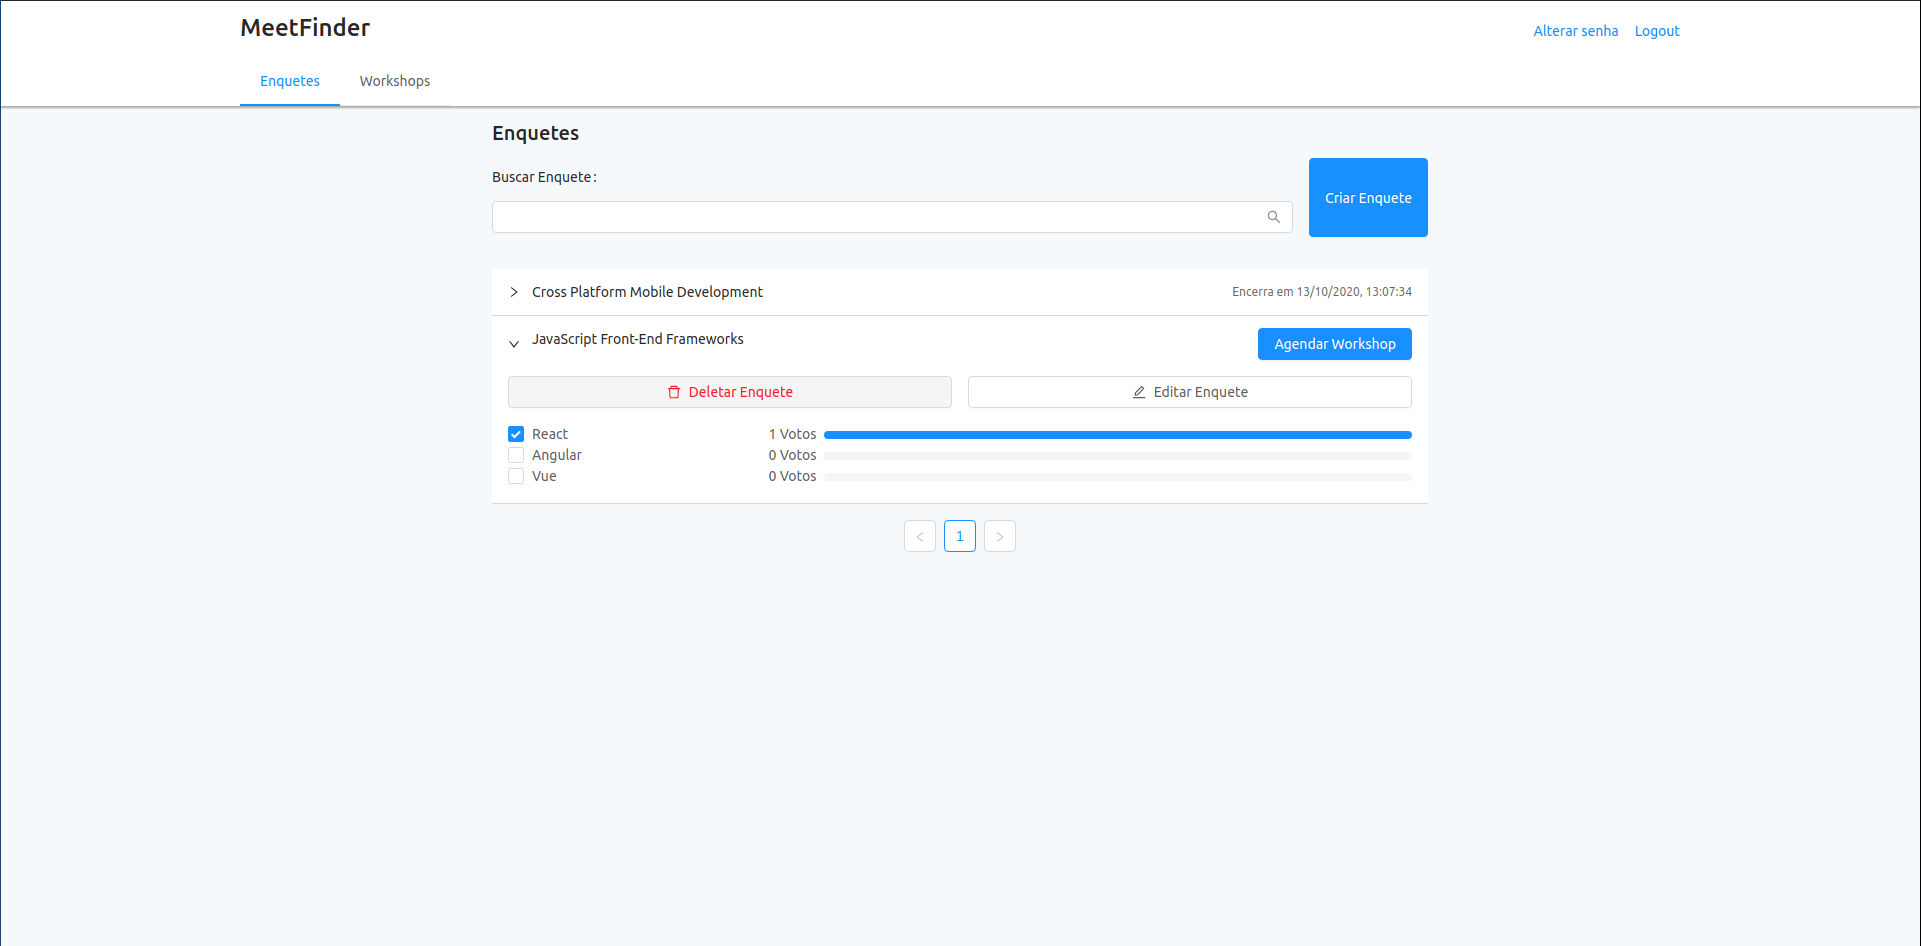 MeetFinder
Alterar senha Logout
Enquetes Workshops
Enquetes
Buscar Enquete:
Criar Enquete
Cross Platform Mobile Development Encerra em 13/10/2020, 13:07:34
JavaScript Front-End Frameworks Agendar Workshop
Deletar Enquete Editar Enquete
React 1 Votos
Angular 0 Votos
Vue 0 Votos
< 1 >